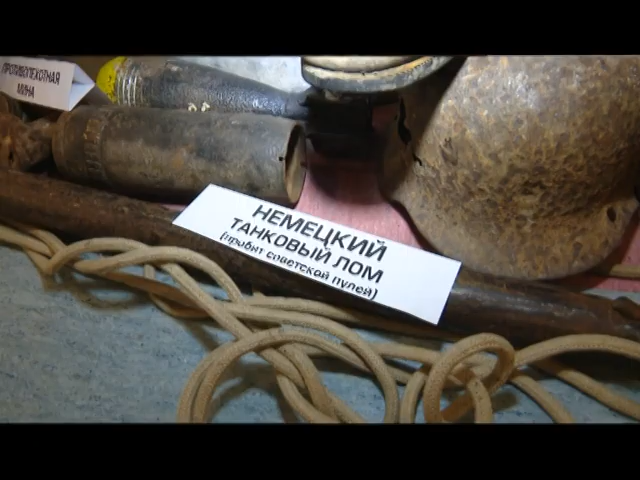 ПРОТИВОПЕХОТНАЯ
МИНА
НЕМЕЦКИЙ
ТАНКОВЫЙ ЛОМ
(пробит советской пулей)